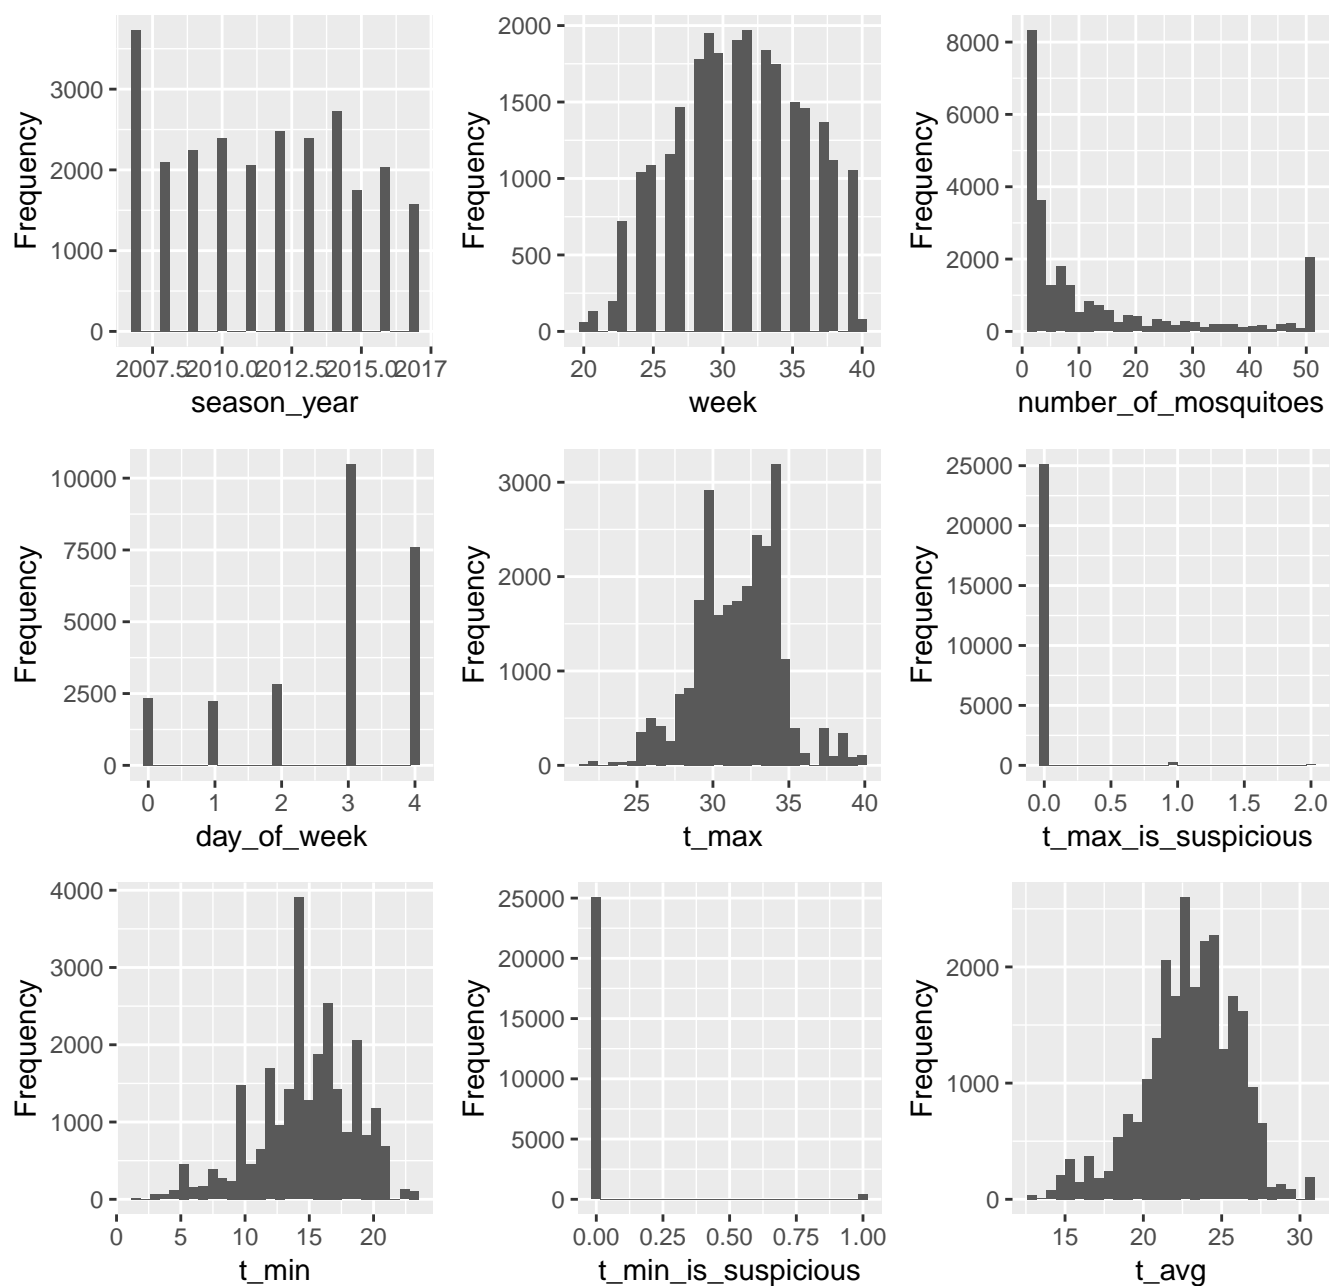 Frequency
3000
2000
1000
0
2007.5 2010.0 2012.5 2015.0 2017
season_year
Frequency
2000
1500
1000
500
0
20 25 30 35 40
week
Frequency
8000
6000
4000
2000
0
0 10 20 30 40 50
number_of_mosquitoes
Frequency
10000
7500
5000
2500
0
0 1 2 3 4
day_of_week
Frequency
3000
2000
1000
0
25 30 35 40
t_max
Frequency
25000
20000
15000
10000
5000
0
0.0 0.5 1.0 1.5 2.0
t_max_is_suspicious
Frequency
4000
3000
2000
1000
0
0 5 10 15 20
t_min
Frequency
25000
20000
15000
10000
5000
0
0.00 0.25 0.50 0.75 1.00
t_min_is_suspicious
Frequency
2000
1000
0
15 20 25 30
t_avg